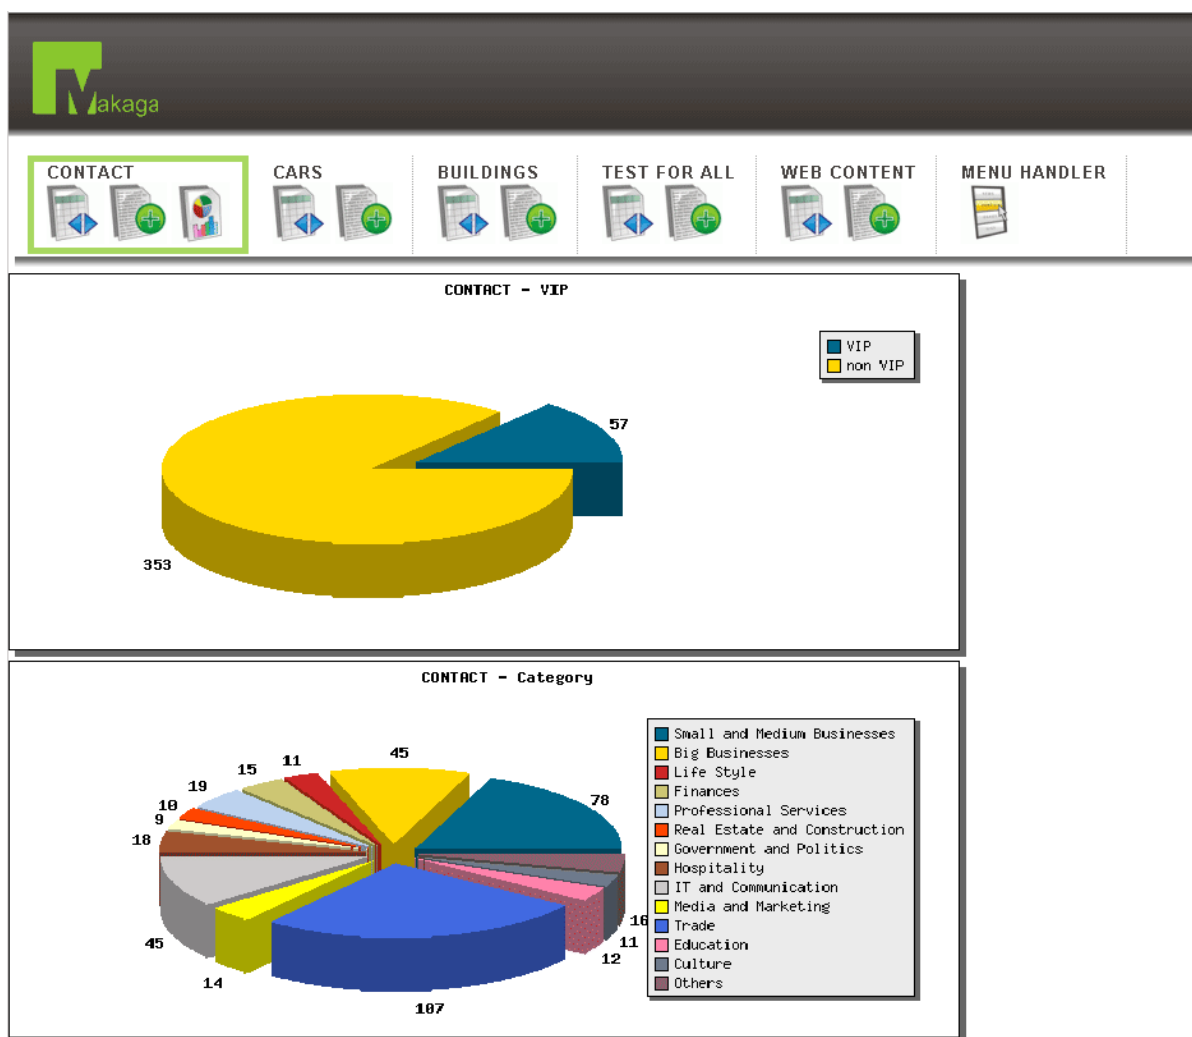 Makaga
CONTACT
CARS
BUILDINGS
TEST FOR ALL
WEB CONTENT
MENU HANDLER
CONTACT - VIP
VIP
non VIP
57
353
CONTACT - Category
Small and Medium Businesses
Big Businesses
Life Style
Finances
Professional Services
Real Estate and Construction
Government and Politics
Hospitality
IT and Communication
Media and Marketing
Trade
Education
Culture
Others
45
11
15
19
10
9
18
45
14
107
12
11
16
78